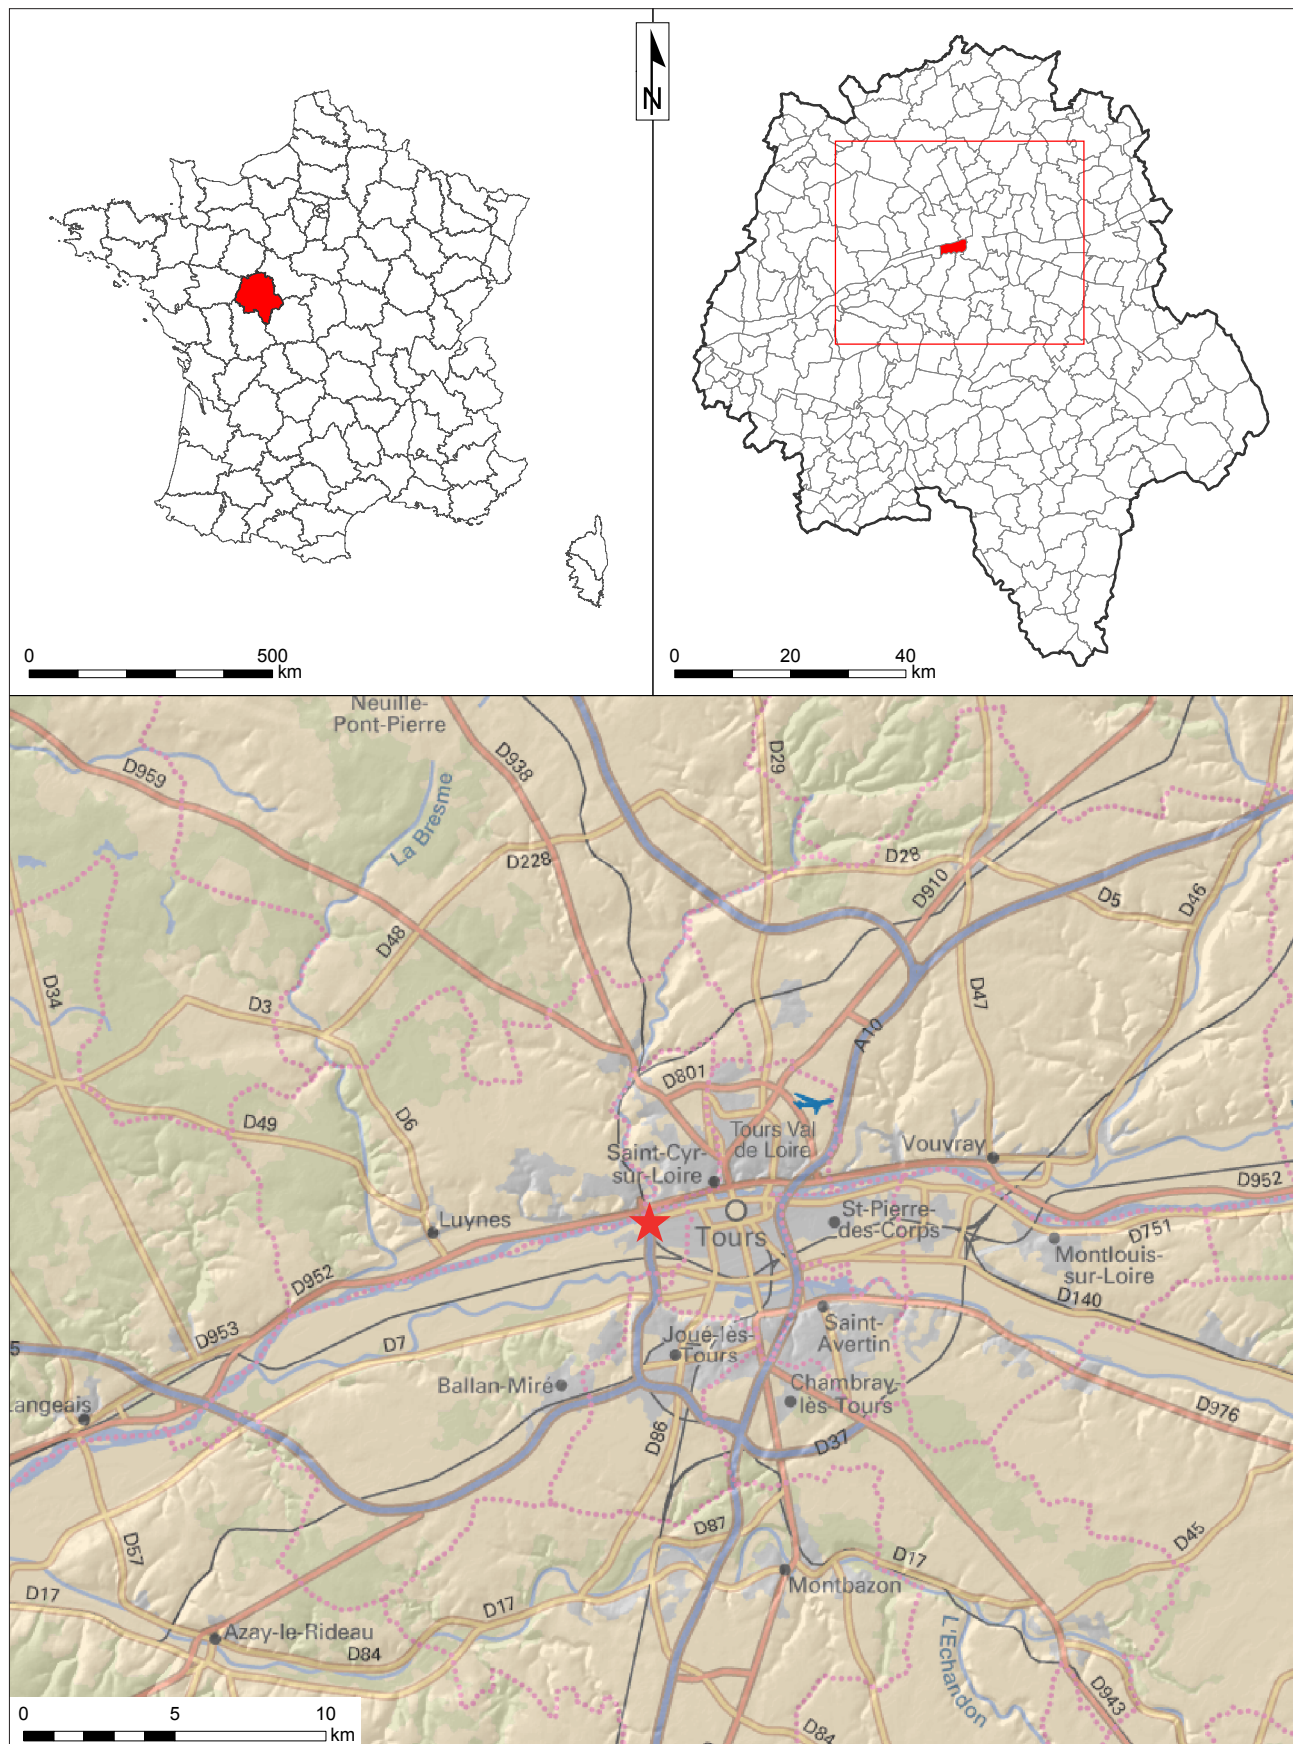 N
0
500
km
0
20
40
km
Neuille-
Pont-Pierre
D959
D938
D29
La Bresme
D228
D28
D910
D5
D46
D48
D34
D3
D47
A10
D801
D49
D6
Tours Val
de Loire
Vouvray
Saint-Cyr-
sur-Loire
D952
Luynes
St-Pierre-
des-Corps
Tours
D751
Montlouis-
sur-Loire
D952
D140
D953
D7
Saint-
Avertin
Joué-lès-
Tours
5
Ballan-Miré
Chambray-
lès-Tours
Langeais
D976
D86
D37
D87
D45
D57
D17
Montbazon
D17
D17
Azay-le-Rideau
D84
L'Echandon
D943
D84
0
5
10
km